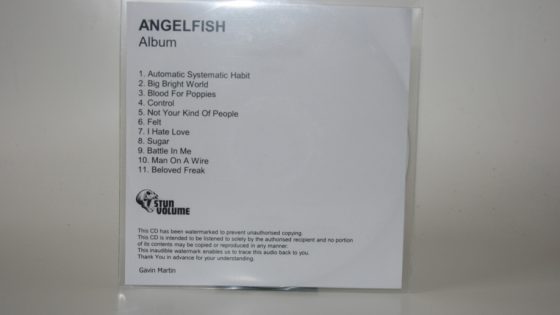 ANGELFISH
Album
1. Automatic Systematic Habit
2. Big Bright World
3. Blood For Poppies
4. Control
5. Not Your Kind Of People
6. Felt
7. I Hate Love
8. Sugar
9. Battle In Me
10. Man On A Wire
11. Beloved Freak
STUN
VOLUME
This CD has been watermarked to prevent unauthorised copying.
This CD is intended to be listened to solely by the authorised recipient and no portion
of its contents may be copied or reproduced in any manner.
This inaudible watermark enables us to trace this audio back to you.
Thank You in advance for your understanding.
Gavin Martin